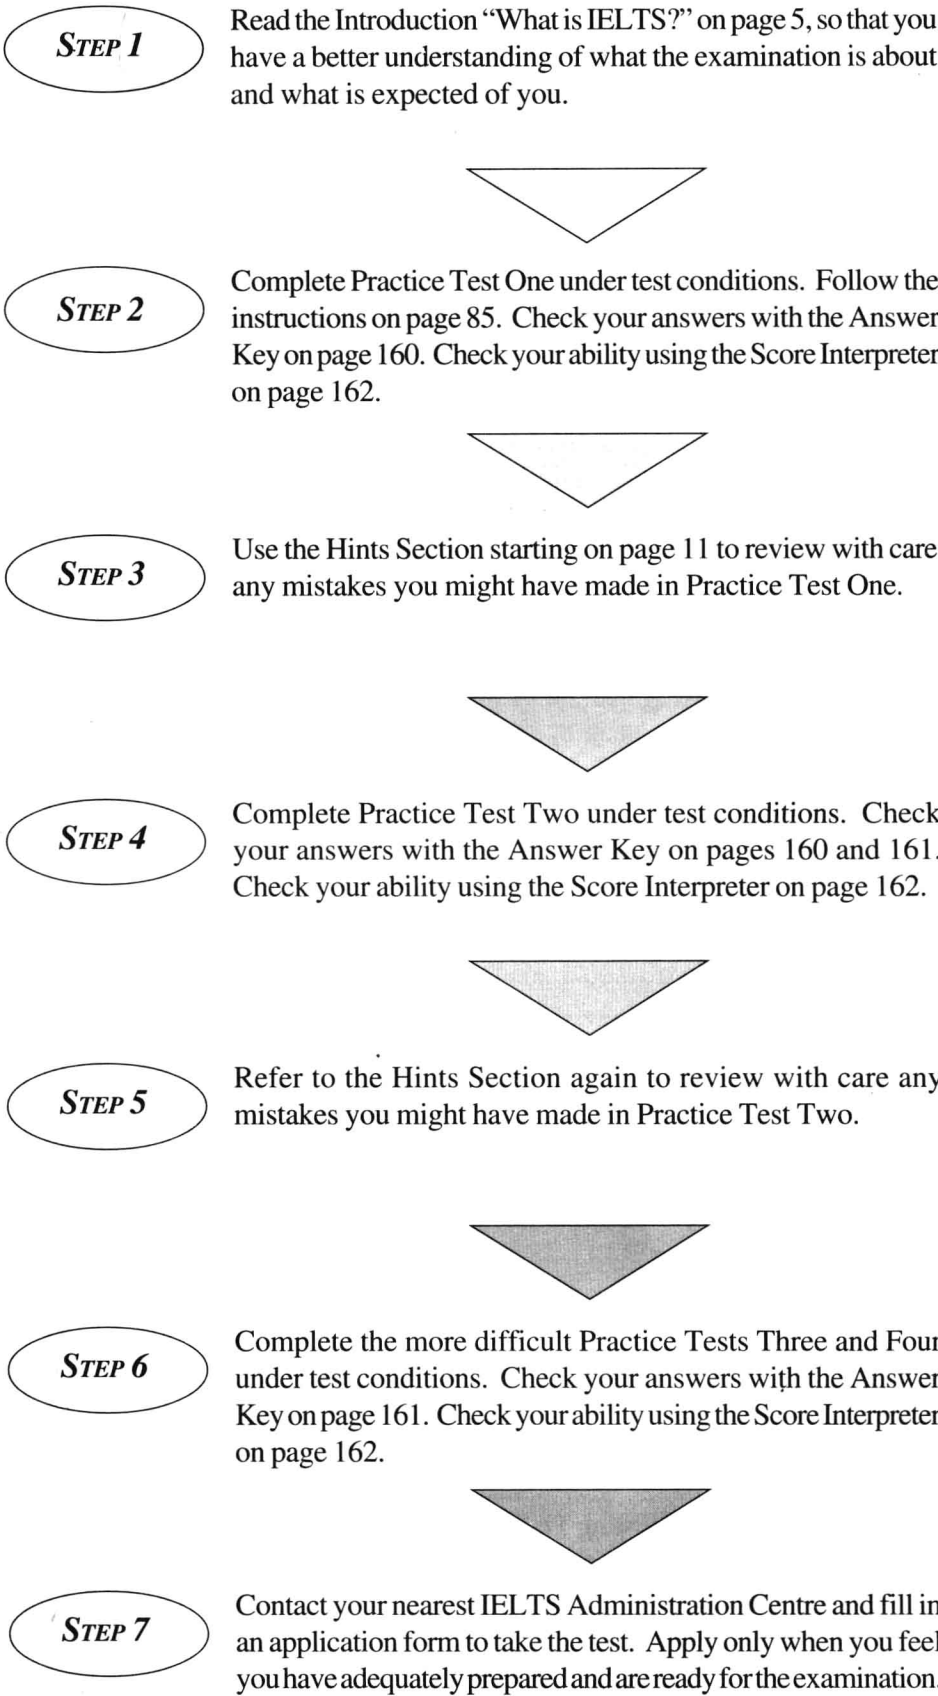 STEP 1
Read the Introduction “What is IELTS?” on page 5, so that you
have a better understanding of what the examination is about
and what is expected of you.
STEP 2
Complete Practice Test One under test conditions. Follow the
instructions on page 85. Check your answers with the Answer
Key on page 160. Check your ability using the Score Interpreter
on page 162.
STEP 3
Use the Hints Section starting on page 11 to review with care
any mistakes you might have made in Practice Test One.
STEP 4
Complete Practice Test Two under test conditions. Check
your answers with the Answer Key on pages 160 and 161.
Check your ability using the Score Interpreter on page 162.
STEP 5
Refer to the Hints Section again to review with care any
mistakes you might have made in Practice Test Two.
STEP 6
Complete the more difficult Practice Tests Three and Four
under test conditions. Check your answers with the Answer
Key on page 161. Check your ability using the Score Interpreter
on page 162.
STEP 7
Contact your nearest IELTS Administration Centre and fill in
an application form to take the test. Apply only when you feel
you have adequately prepared and are ready for the examination.